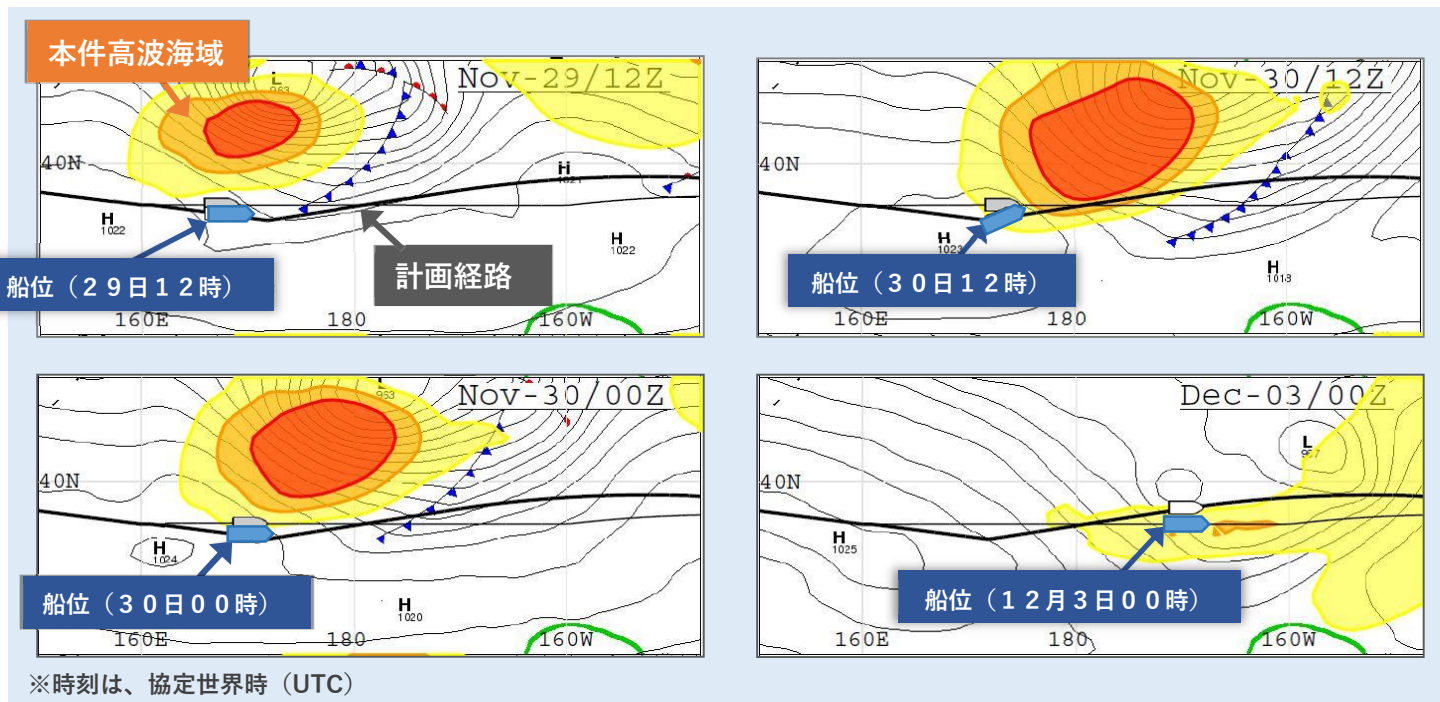 本件高波海域
L
963
Nov-29/12Z
40N
H
1021
H
1022
H
1022
計画経路
船位(29日12時)
160E 180 160W
Nov-30/12Z
40N
H
1023
H
船位(30日12時)
160E 180 160W
963
Nov-30/00Z
40N
H
1024
H
1020
船位(30日00時)
160E 180 160W
Dec-03/00Z
L
40N
H
1025
船位(12月3日00時)
160E 180 160W
※時刻は、協定世界時(UTC)